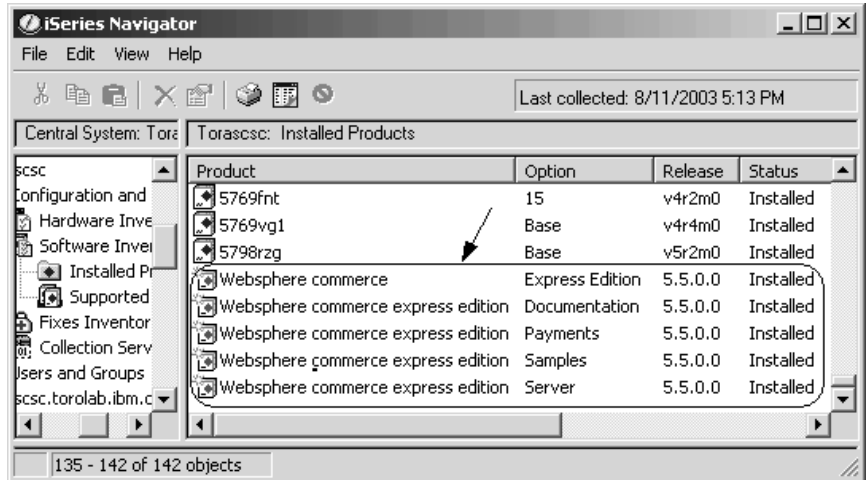 iSeries Navigator
File Edit View Help
Last collected: 8/11/2003 5:13 PM
Central System: Tora
Torascsc: Installed Products
scsc
Configuration and
Hardware Inve
Software Inver
Installed Pr
Supported
Fixes Inventor
Collection Serv
Users and Groups
scsc.torolab.ibm.c
Product Option Release Status
5769fnt 15 v4r2m0 Installed
5769vg1 Base v4r4m0 Installed
5798rzg Base v5r2m0 Installed
Websphere commerce Express Edition 5.5.0.0 Installed
Websphere commerce express edition Documentation 5.5.0.0 Installed
Websphere commerce express edition Payments 5.5.0.0 Installed
Websphere commerce express edition Samples 5.5.0.0 Installed
Websphere commerce express edition Server 5.5.0.0 Installed
135 - 142 of 142 objects